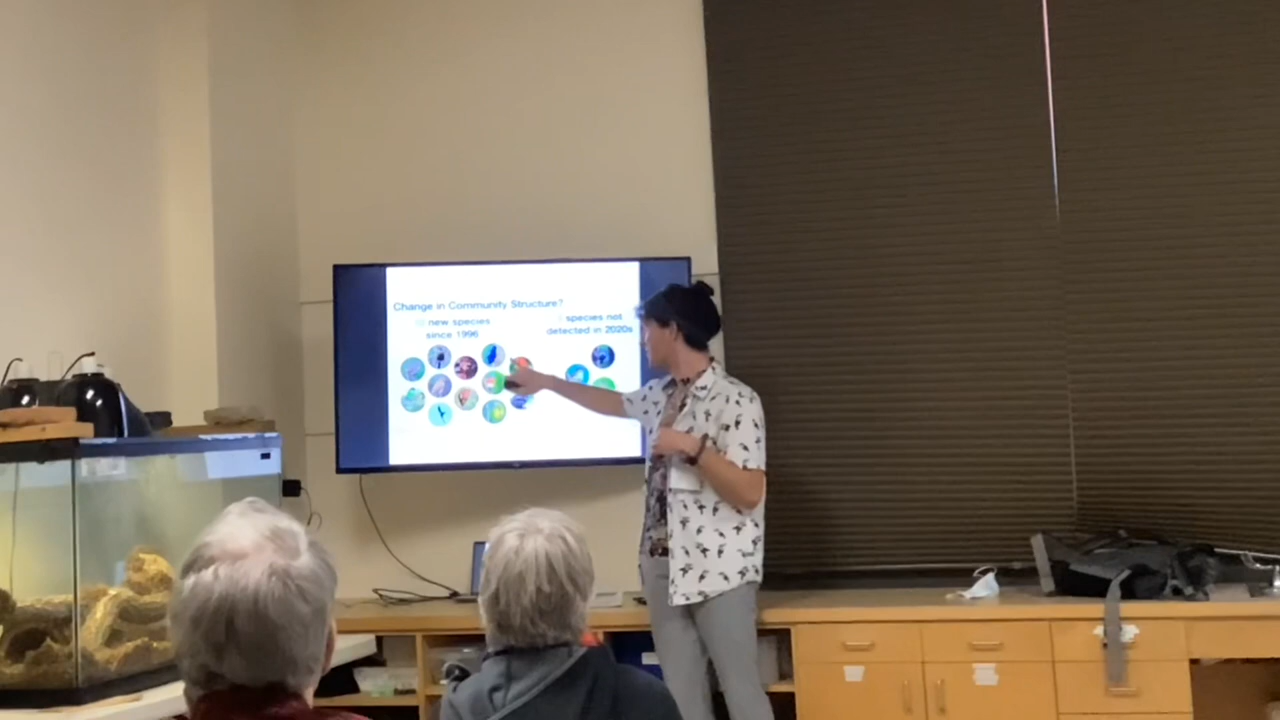 Change in Community Structure?
new species
since 1996
species not
detected in 2020s